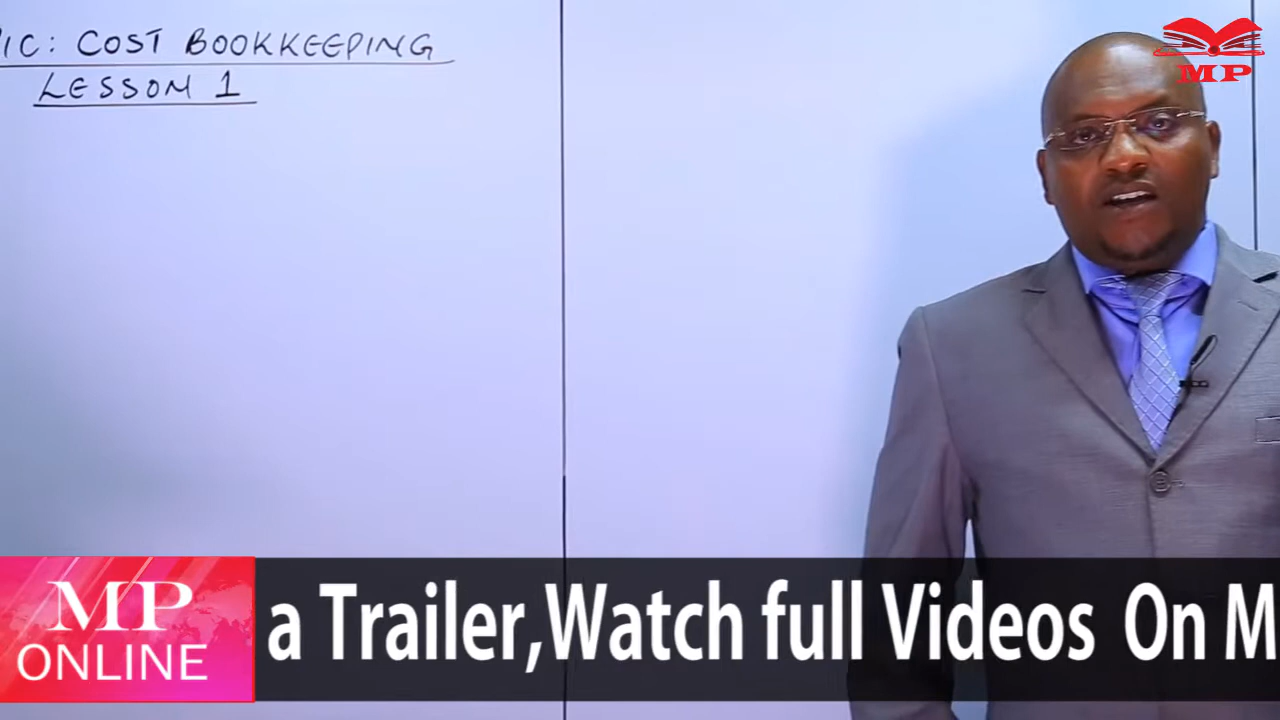 IC: COST BOOKKEEPING
LESSON 1
MP
MP
ONLINE
a Trailer,Watch full Videos On M